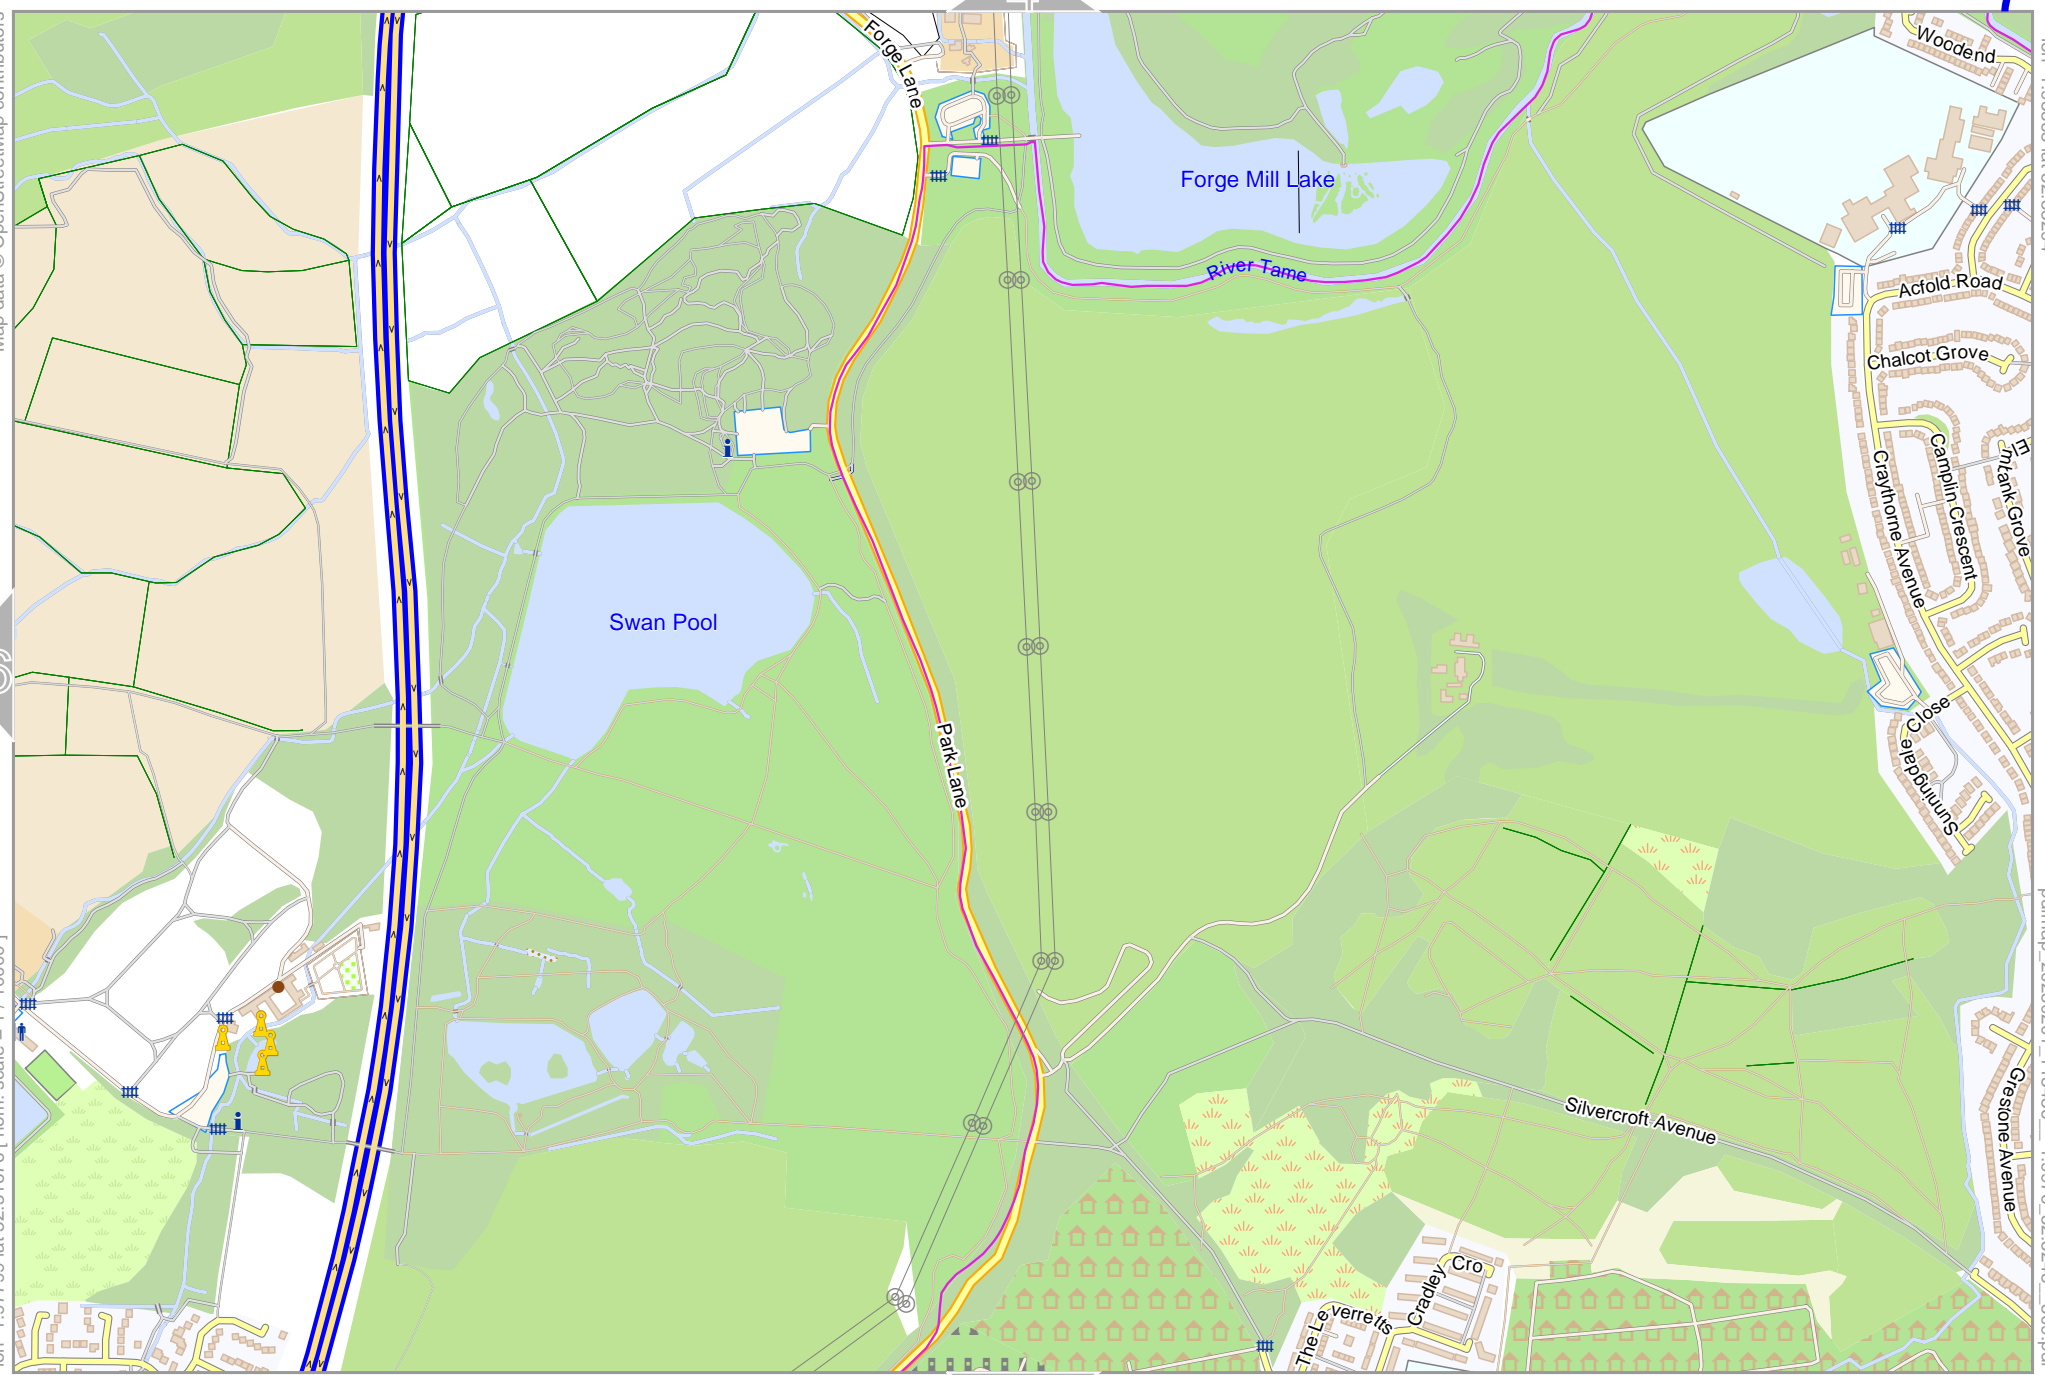 Forge Lane
Woodend
Forge Mill Lake
River Tame
Acfold Road
Chalcot Grove
Camplin Crescent
Craythorne Avenue
Swan Pool
Park Lane
Sunningdale Close
Silvercroft Avenue
Grestone Avenue
Cradley Cro
The Leverretts